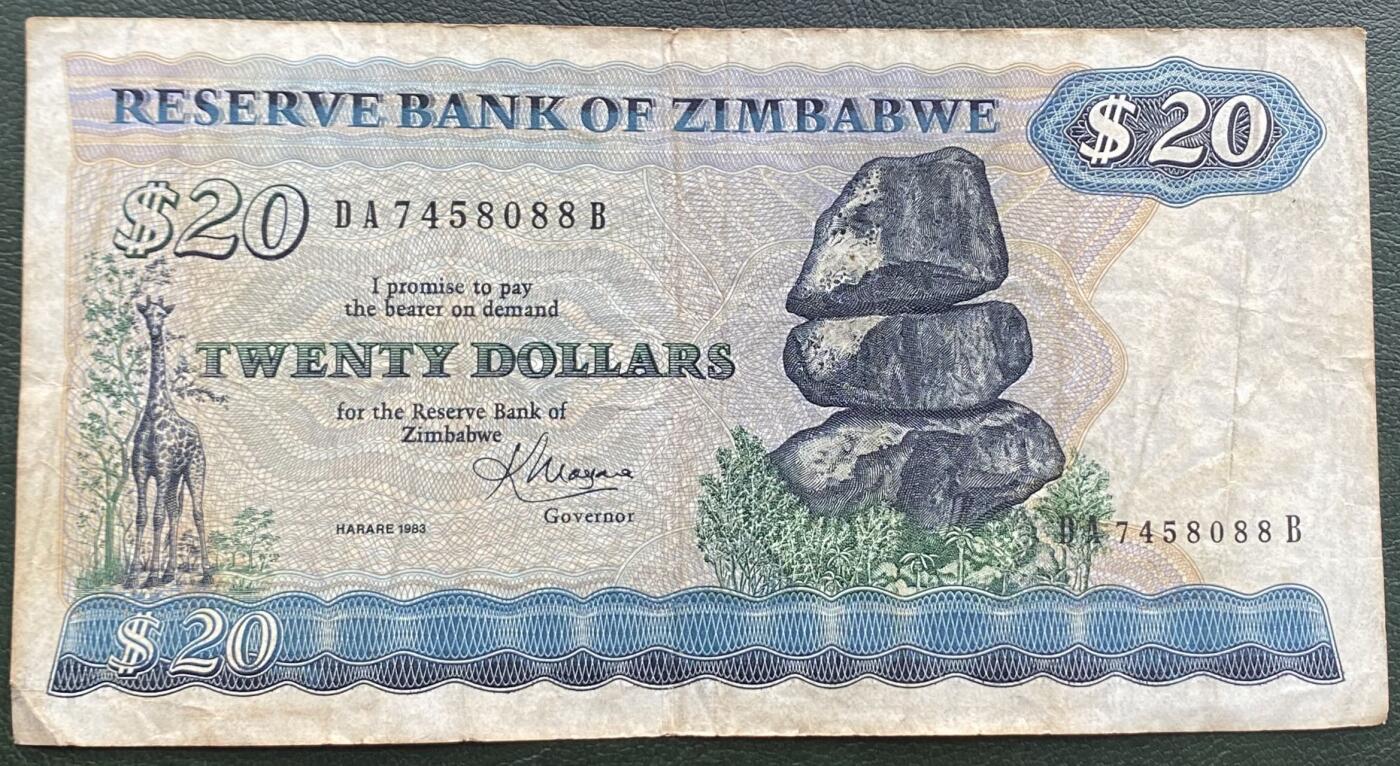 RESERVE BANK OF ZIMBABWE
$20
$20 DA7458088B
I promise to pay
the bearer on demand
TWENTY DOLLARS
for the Reserve Bank of
Zimbabwe
Governor
HARARE 1983
DA7458088B
$20